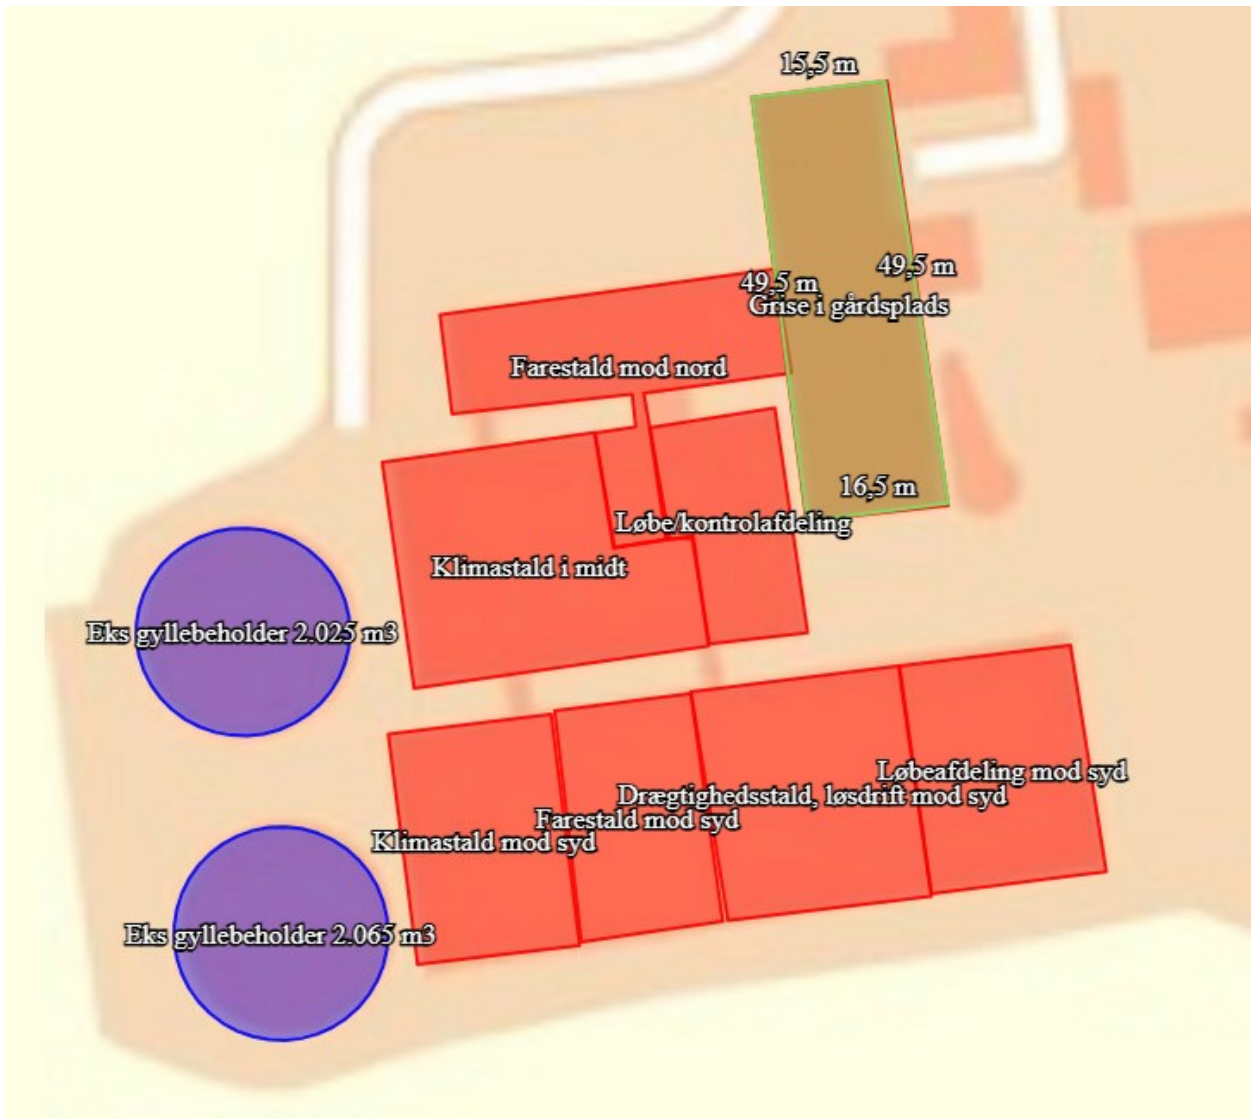 15,5 m
49,5 m
49,5 m
Grise i gårdsplads
Farestald mod nord
16,5 m
Løbe/kontrolafdeling
Klimastald i midt
Eks gyllebeholder 2.025 m3
Løbeafdeling mod syd
Drægtighedsstald, løsdrift mod syd
Farestald mod syd
Klimastald mod syd
Eks gyllebeholder 2.065 m3